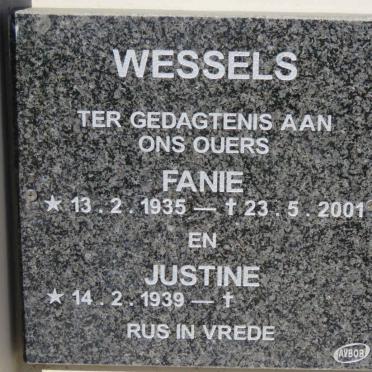 WESSELS
TER GEDAGTENIS AAN
ONS OUERS
FANIE
★ 13 . 2 . 1935 — † 23 . 5 . 2001
EN
JUSTINE
★ 14 . 2 . 1939 — †
RUS IN VREDE
AVBOB